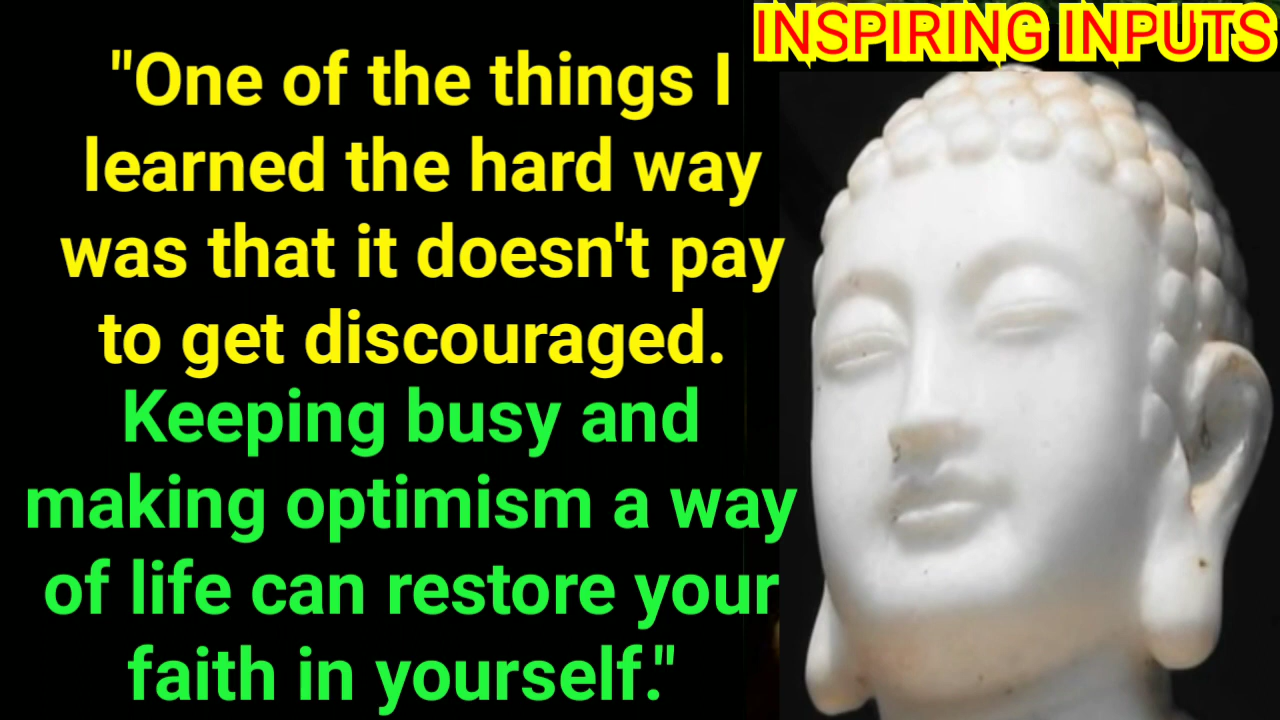 INSPIRING INPUTS
"One of the things I
learned the hard way
was that it doesn't pay
to get discouraged.
Keeping busy and
making optimism a way
of life can restore your
faith in yourself."